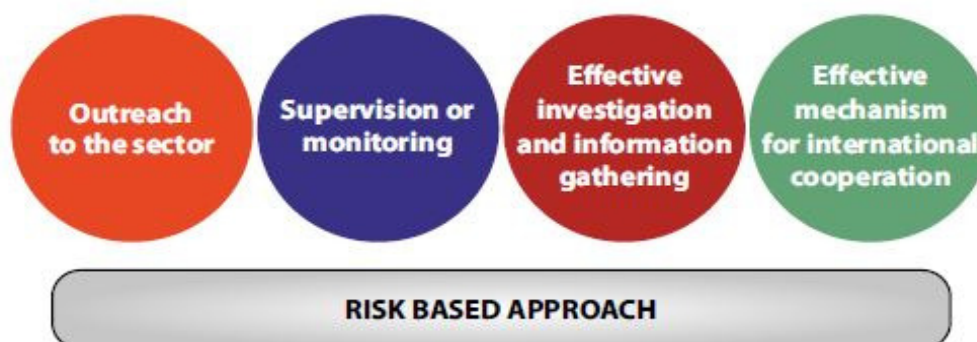 Outreach
to the sector
Supervision or
monitoring
Effective
investigation
and information
gathering
Effective
mechanism
for international
cooperation
RISK BASED APPROACH